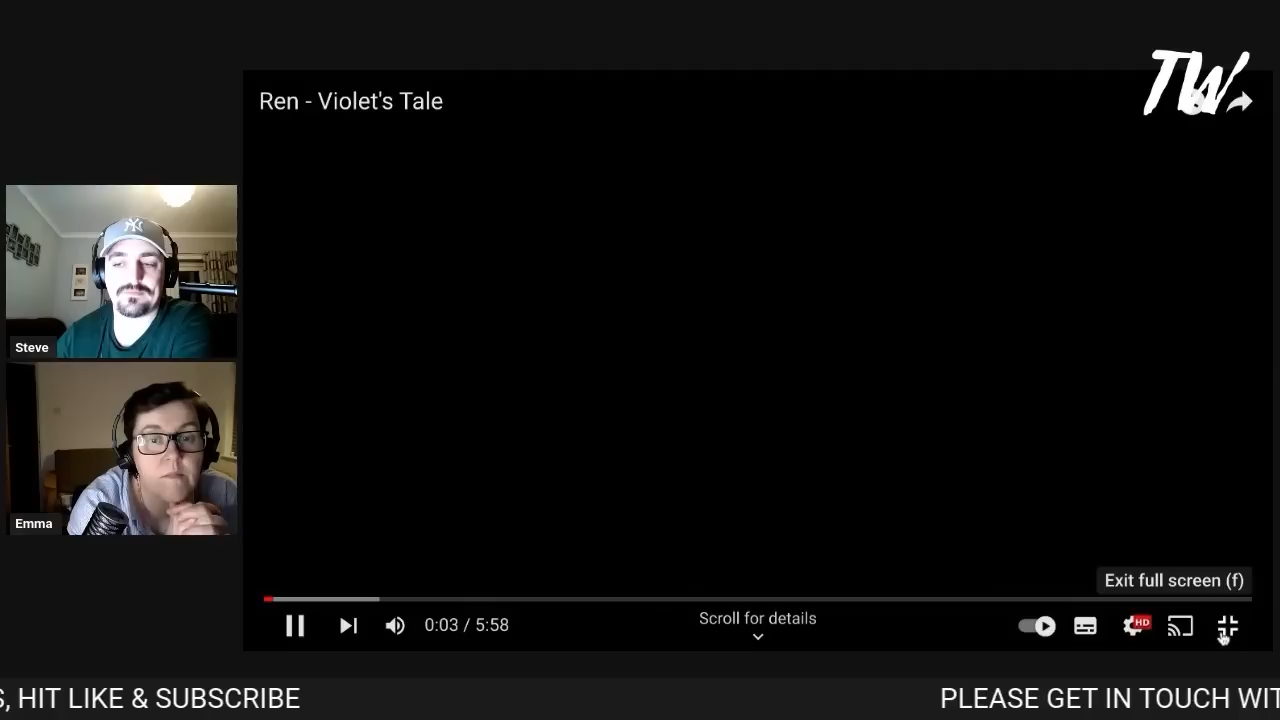 TW
Ren - Violet's Tale
NY
Steve
Emma
Exit full screen (f)
0:03 / 5:58
Scroll for details
HD
S, HIT LIKE & SUBSCRIBE
PLEASE GET IN TOUCH WIT